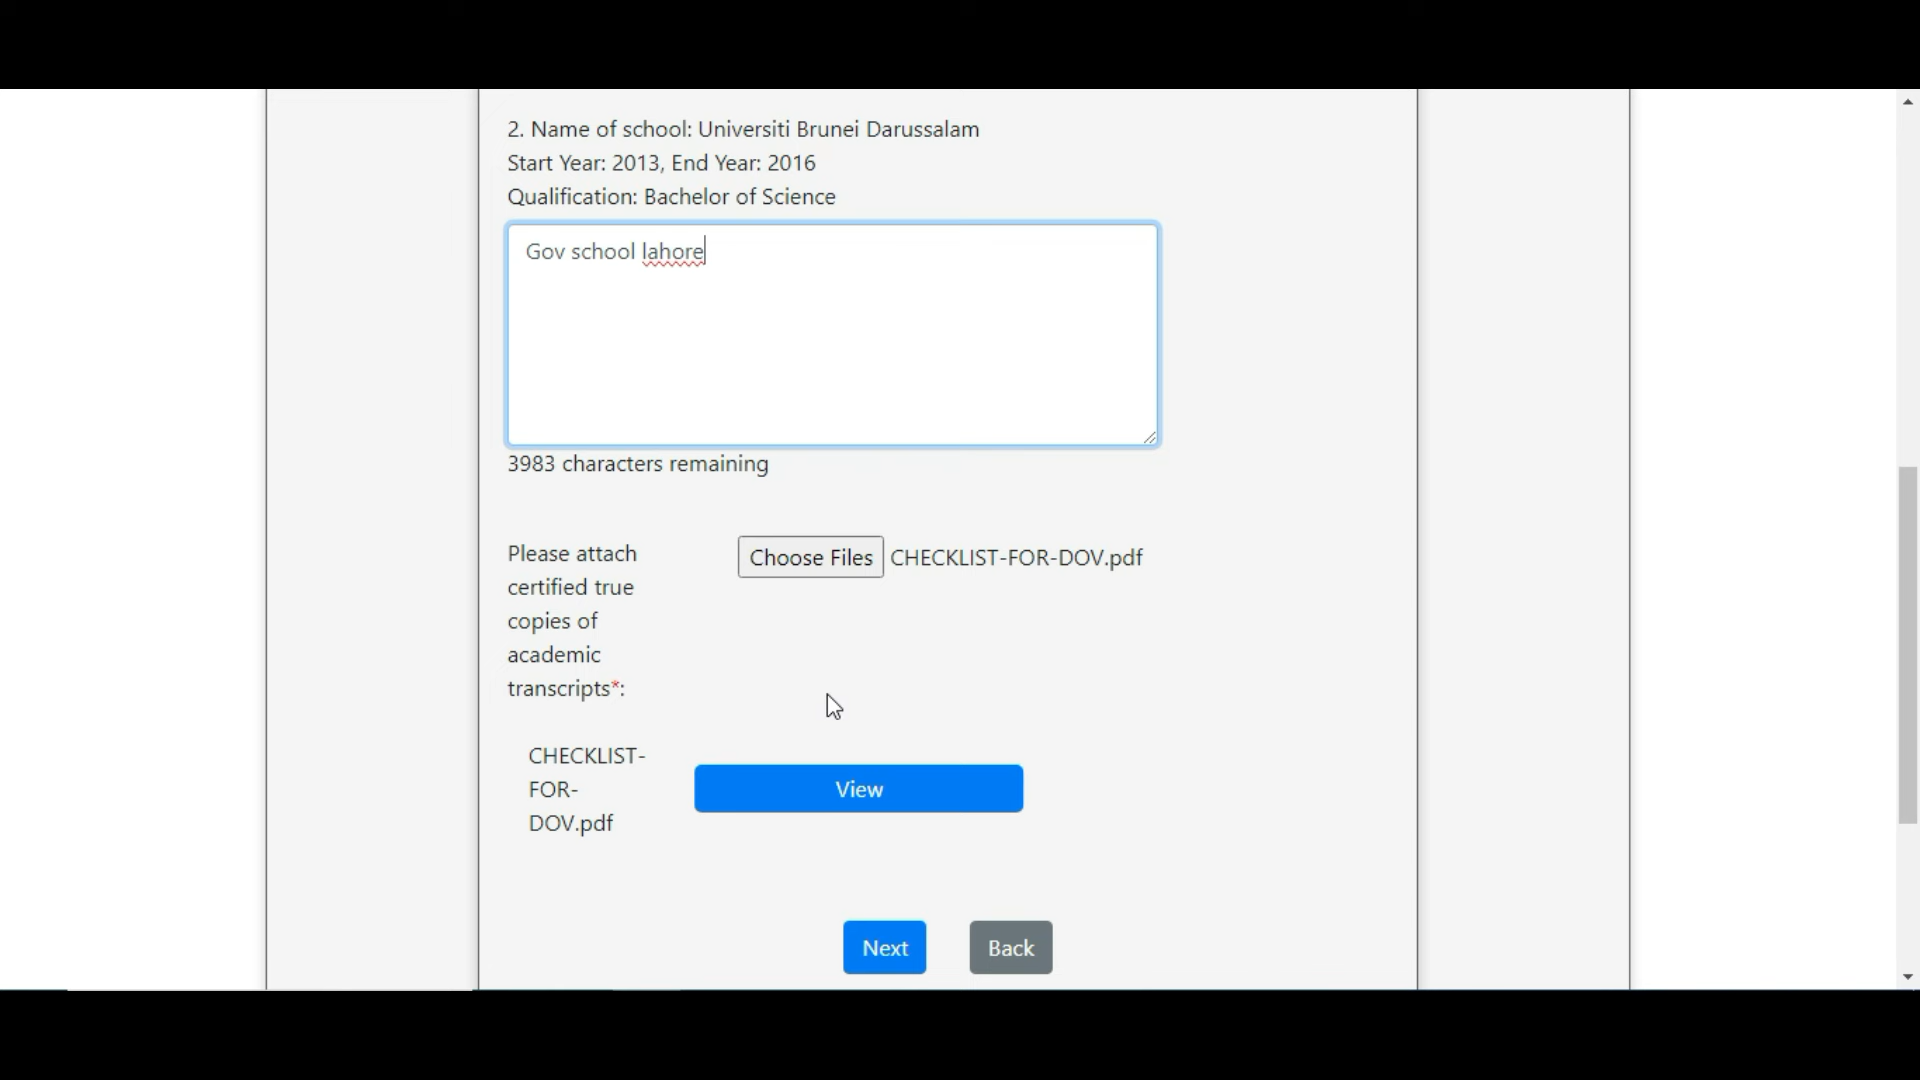 2. Name of school: Universiti Brunei Darussalam
Start Year: 2013, End Year: 2016
Qualification: Bachelor of Science
Gov school lahore
3983 characters remaining
Please attach
certified true
copies of
academic
transcripts*:
Choose Files CHECKLIST-FOR-DOV.pdf
CHECKLIST-
FOR-
DOV.pdf
View
Next Back